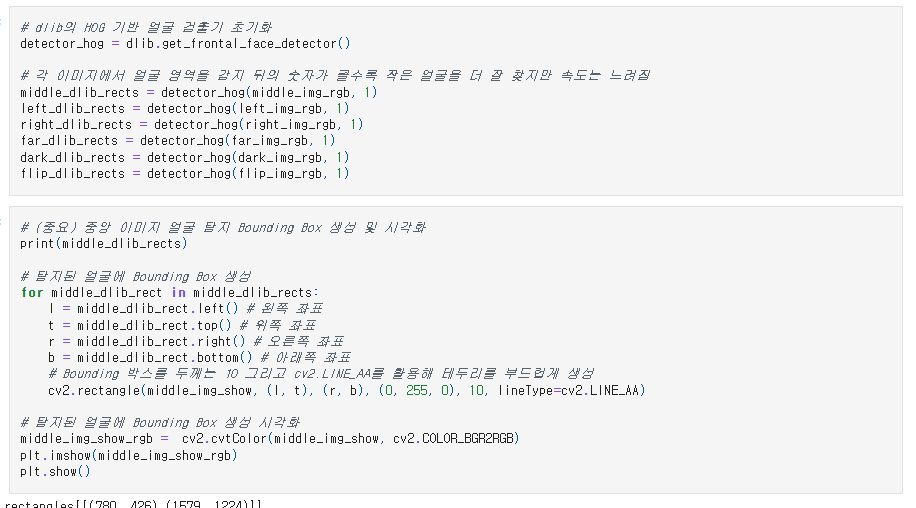 # dlib의 HOG 기반 얼굴 검출기 초기화
detector_hog = dlib.get_frontal_face_detector()
# 각 이미지에서 얼굴 영역을 감지 뒤의 숫자가 클수록 작은 얼굴을 더 잘 찾지만 속도는 느려짐
middle_dlib_rects = detector_hog(middle_img_rgb, 1)
left_dlib_rects = detector_hog(left_img_rgb, 1)
right_dlib_rects = detector_hog(right_img_rgb, 1)
far_dlib_rects = detector_hog(far_img_rgb, 1)
dark_dlib_rects = detector_hog(dark_img_rgb, 1)
flip_dlib_rects = detector_hog(flip_img_rgb, 1)
# (중요) 중앙 이미지 얼굴 탐지 Bounding Box 생성 및 시각화
print(middle_dlib_rects)
# 탐지된 얼굴에 Bounding Box 생성
for middle_dlib_rect in middle_dlib_rects:
l = middle_dlib_rect.left() # 왼쪽 좌표
t = middle_dlib_rect.top() # 위쪽 좌표
r = middle_dlib_rect.right() # 오른쪽 좌표
b = middle_dlib_rect.bottom() # 아래쪽 좌표
# Bounding 박스를 두께는 10 그리고 cv2.LINE_AA를 활용해 테두리를 부드럽게 생성
cv2.rectangle(middle_img_show, (l, t), (r, b), (0, 255, 0), 10, lineType=cv2.LINE_AA)
# 탐지된 얼굴에 Bounding Box 생성 시각화
middle_img_show_rgb =  cv2.cvtColor(middle_img_show, cv2.COLOR_BGR2RGB)
plt.imshow(middle_img_show_rgb)
plt.show()
rectangles[[(780, 426) (1579, 1224)]]